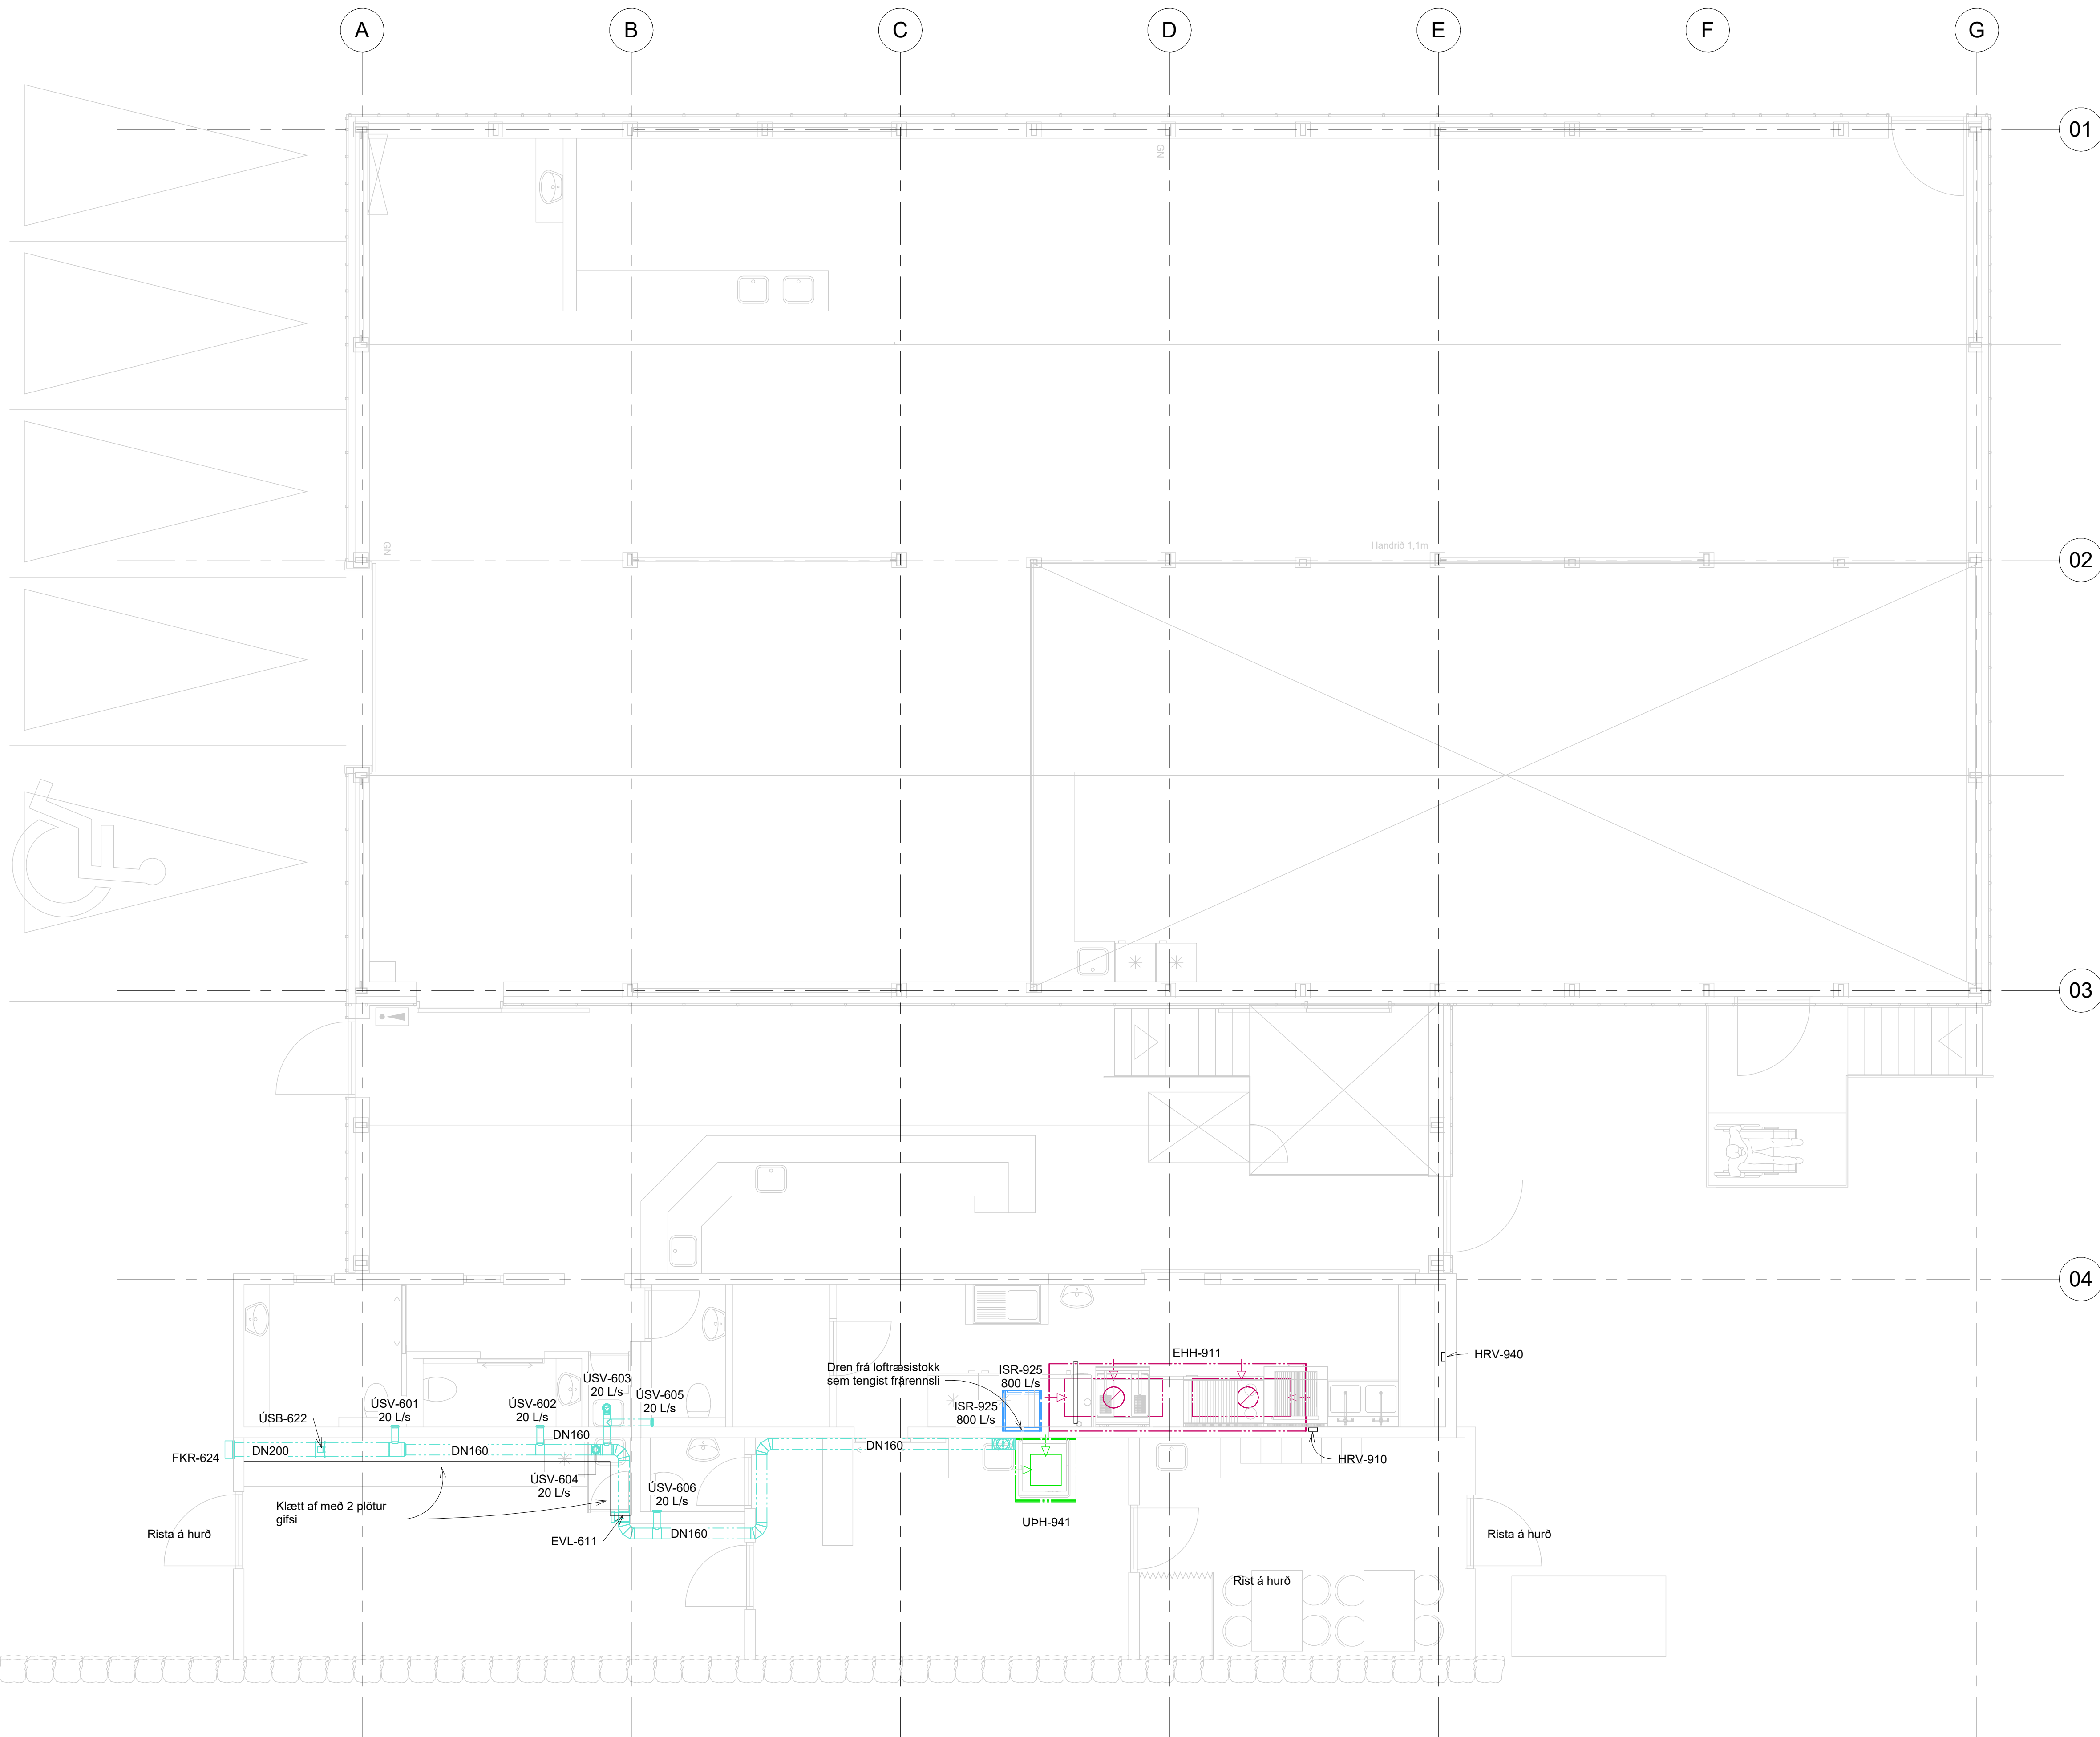 A
B
C
D
E
F
G
01
GN
GN
Handrið 1,1m
02
03
04
EHH-911
HRV-940
Dren frá loftræsistokk
sem tengist frárennsli
ISR-925
800 L/s
ISR-925
800 L/s
ÚSV-603
20 L/s
ÚSV-605
20 L/s
ÚSV-601
20 L/s
ÚSV-602
20 L/s
ÚSB-622
DN160
FKR-624
DN200
DN160
DN160
HRV-910
ÚSV-604
20 L/s
ÚSV-606
20 L/s
Klætt af með 2 plötur
gifsi
UÞH-941
Rista á hurð
EVL-611
DN160
Rista á hurð
Rist á hurð